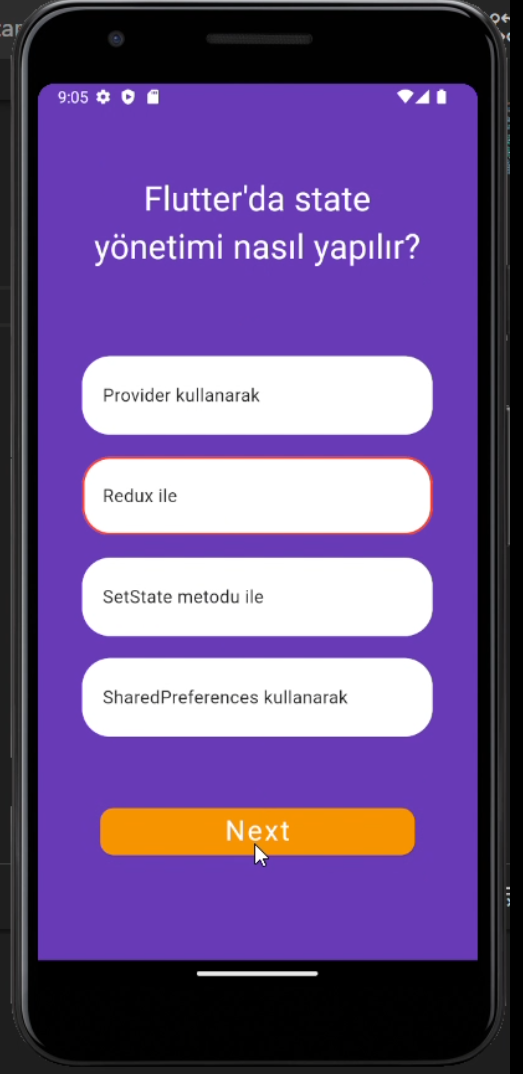 9:05
Flutter'da state
yönetimi nasıl yapılır?
Provider kullanarak
Redux ile
SetState metodu ile
SharedPreferences kullanarak
Next